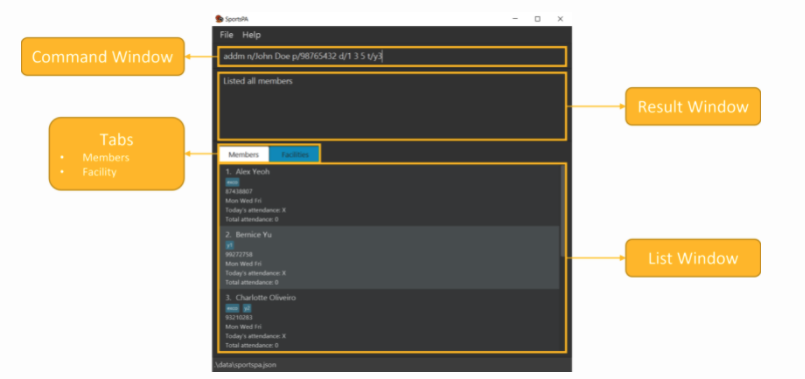 SportsPA
File Help
Command Window
addm n/John Doe p/98765432 d/1 3 5 t/y3
Listed all members
Result Window
Tabs
• Members
• Facility
Members Facilities
1. Alex Yeoh
exco
87438807
Mon Wed Fri
Today's attendance: X
Total attendance: 0
2. Bernice Yu
y1
99272758
Mon Wed Fri
Today's attendance: X
Total attendance: 0
List Window
3. Charlotte Oliveiro
exco y1
93210283
Mon Wed Fri
Today's attendance: X
Total attendance: 0
.\data\sportspa.json